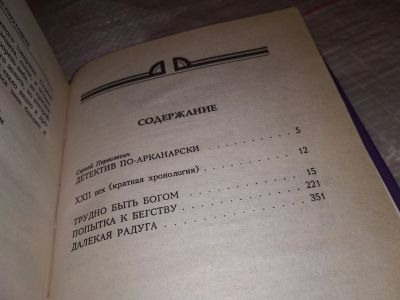 СОДЕРЖАНИЕ
Сергей Переслегин
ДЕТЕКТИВ ПО-АРКАНАРСКИ 5
XXII век (краткая хронология) 12
ТРУДНО БЫТЬ БОГОМ 15
ПОПЫТКА К БЕГСТВУ 221
ДАЛЕКАЯ РАДУГА 351